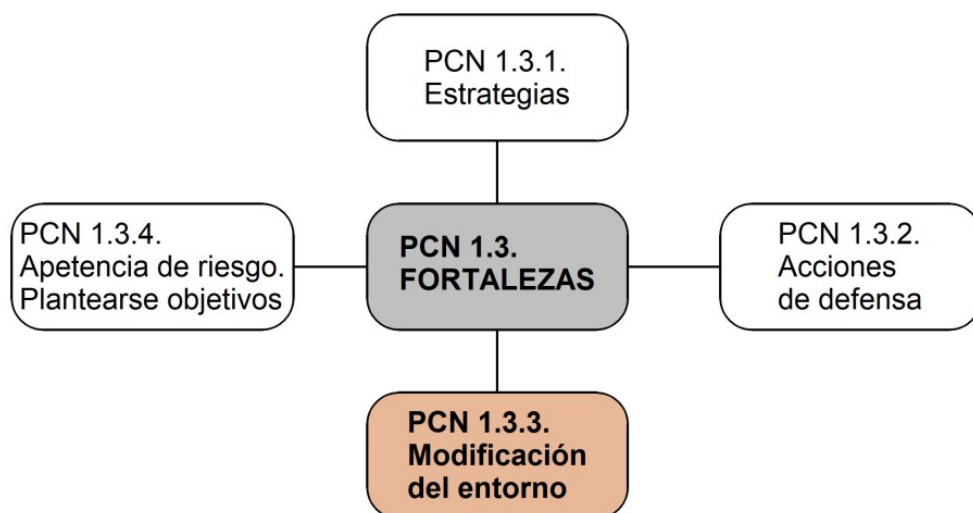 PCN 1.3.1.
Estrategias
PCN 1.3.4.
Apetencia de riesgo.
Plantearse objetivos
PCN 1.3.
FORTALEZAS
PCN 1.3.2.
Acciones
de defensa
PCN 1.3.3.
Modificación
del entorno